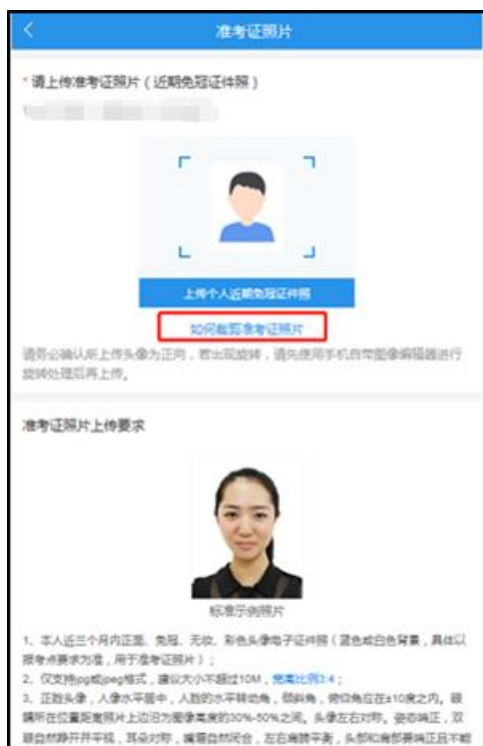 准考证照片
*请上传准考证照片（近期免冠证件照）
上传个人近期免冠证件照
如何裁剪准考证照片
请务必确认所上传头像为正向，若出现旋转，请先使用手机自带图像编辑器进行
旋转处理后再上传。
准考证照片上传要求
标准示例照片
1、本人近三个月内正面、免冠、无妆、彩色头像电子证件照（蓝色或白色背景，具体以
报考点要求为准，用于准考证照片）；
2、仅支持jpg或jpeg格式，建议大小不超过10M，宽高比例3:4；
3、正脸头像，人像水平居中，人脸的水平转动角，倾斜角，俯仰角应在±10度之内。眼
睛所在位置距离照片上边沿为图像高度的30%-50%之间。头像左右对称。姿态端正，双
眼自然睁开并平视，耳朵对称，嘴唇自然闭合，左右肩膀平衡，头部和肩部要端正且不能